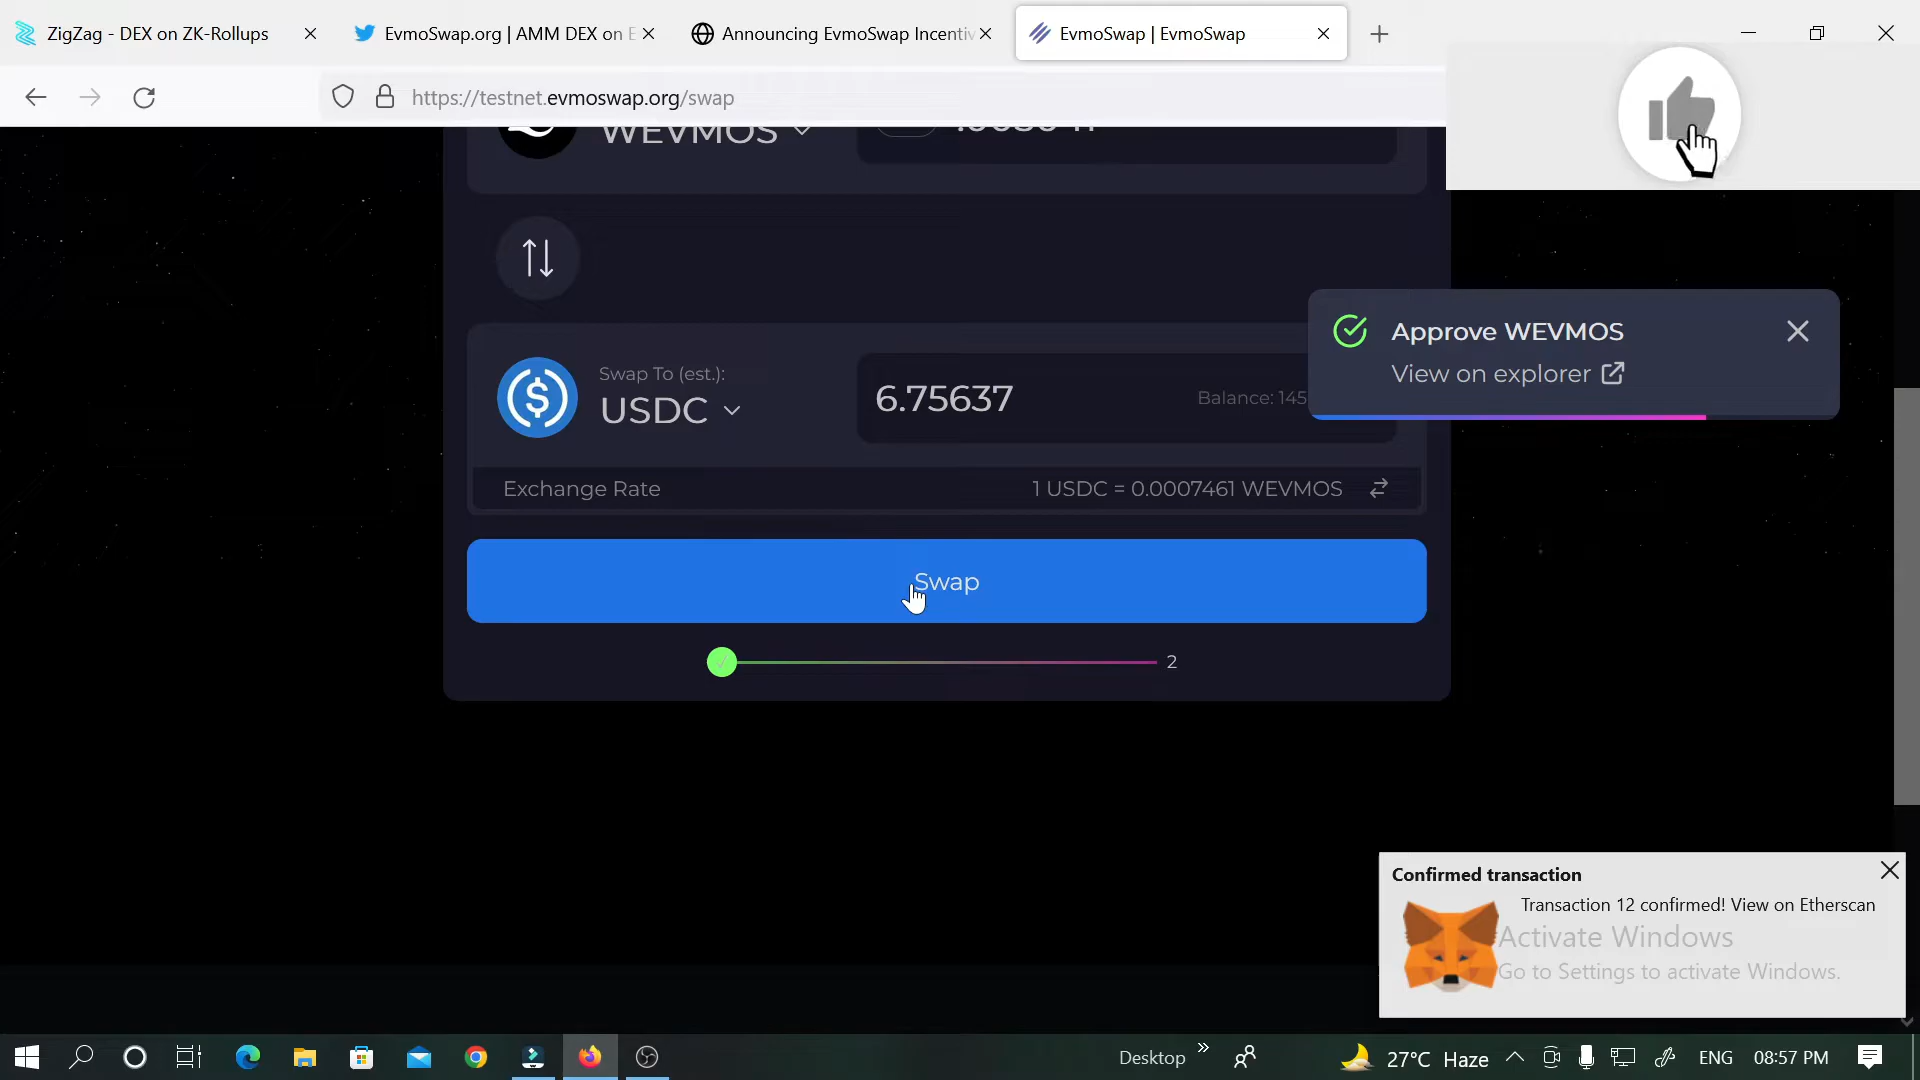 ZigZag - DEX on ZK-Rollups
EvmoSwap.org | AMM DEX on E
Announcing EvmoSwap Incentiv
EvmoSwap | EvmoSwap
https://testnet.evmoswap.org/swap
WEVMOS
Approve WEVMOS
View on explorer
Swap To (est.):
USDC
6.75637
Balance: 145
Exchange Rate
1 USDC = 0.0007461 WEVMOS
Swap
2
Confirmed transaction
Transaction 12 confirmed! View on Etherscan
Activate Windows
Go to Settings to activate Windows.
Desktop
27°C Haze
ENG
08:57 PM